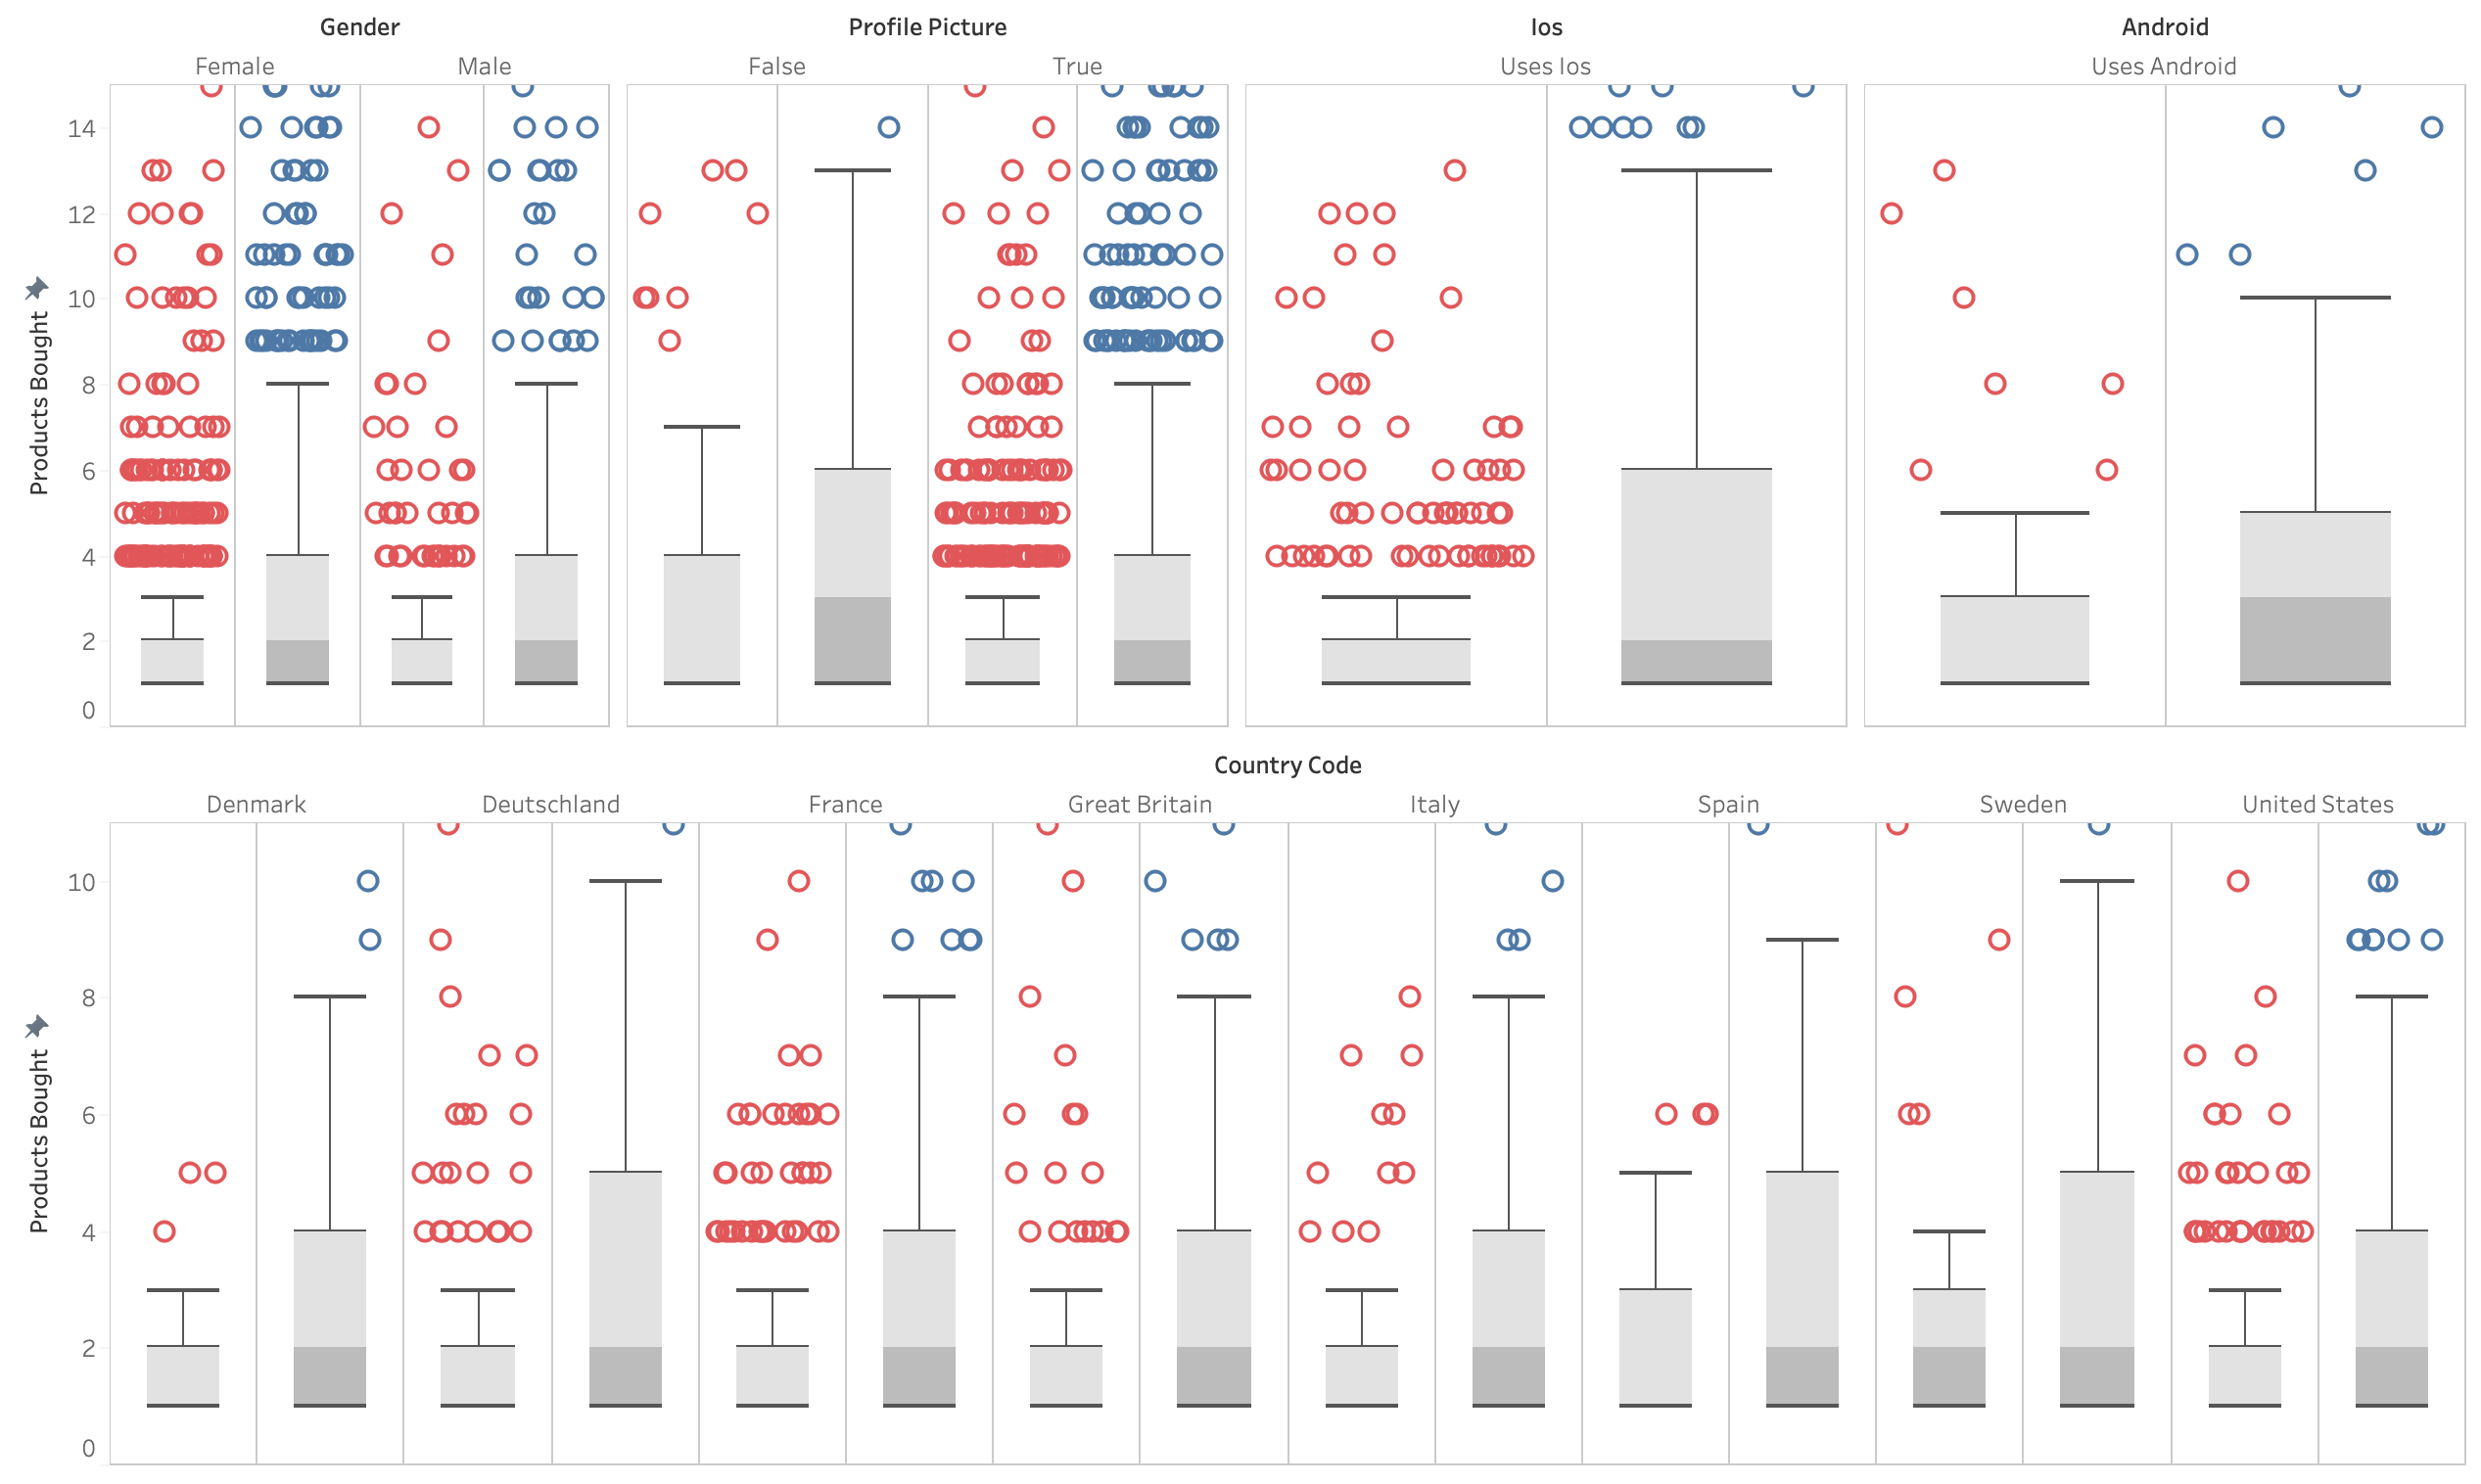 Gender Profile Picture Ios Android
Female Male False True Uses Ios Uses Android
14
12
10
8
6
4
2
0
Products Bought
Country Code
Denmark Deutschland France Great Britain Italy Spain Sweden United States
10
8
6
4
2
0
Products Bought